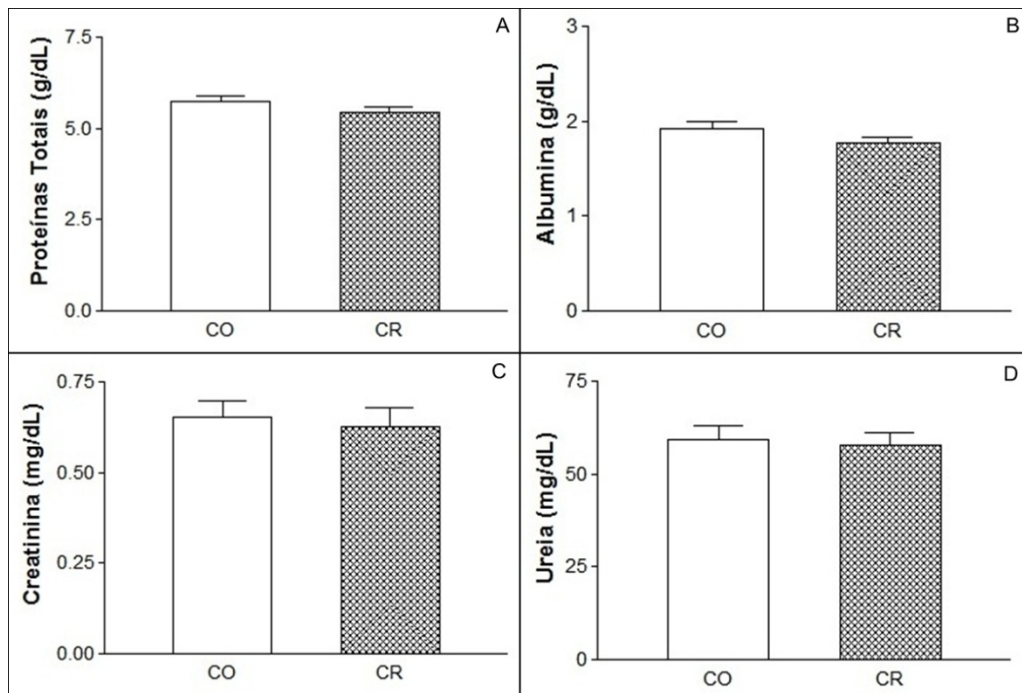 A
Proteínas Totais (g/dL)
7.5
5.0
2.5
0.0
CO
CR
B
Albumina (g/dL)
3
2
1
0
CO
CR
C
Creatinina (mg/dL)
0.75
0.50
0.25
0.00
CO
CR
D
Ureia (mg/dL)
75
50
25
0
CO
CR